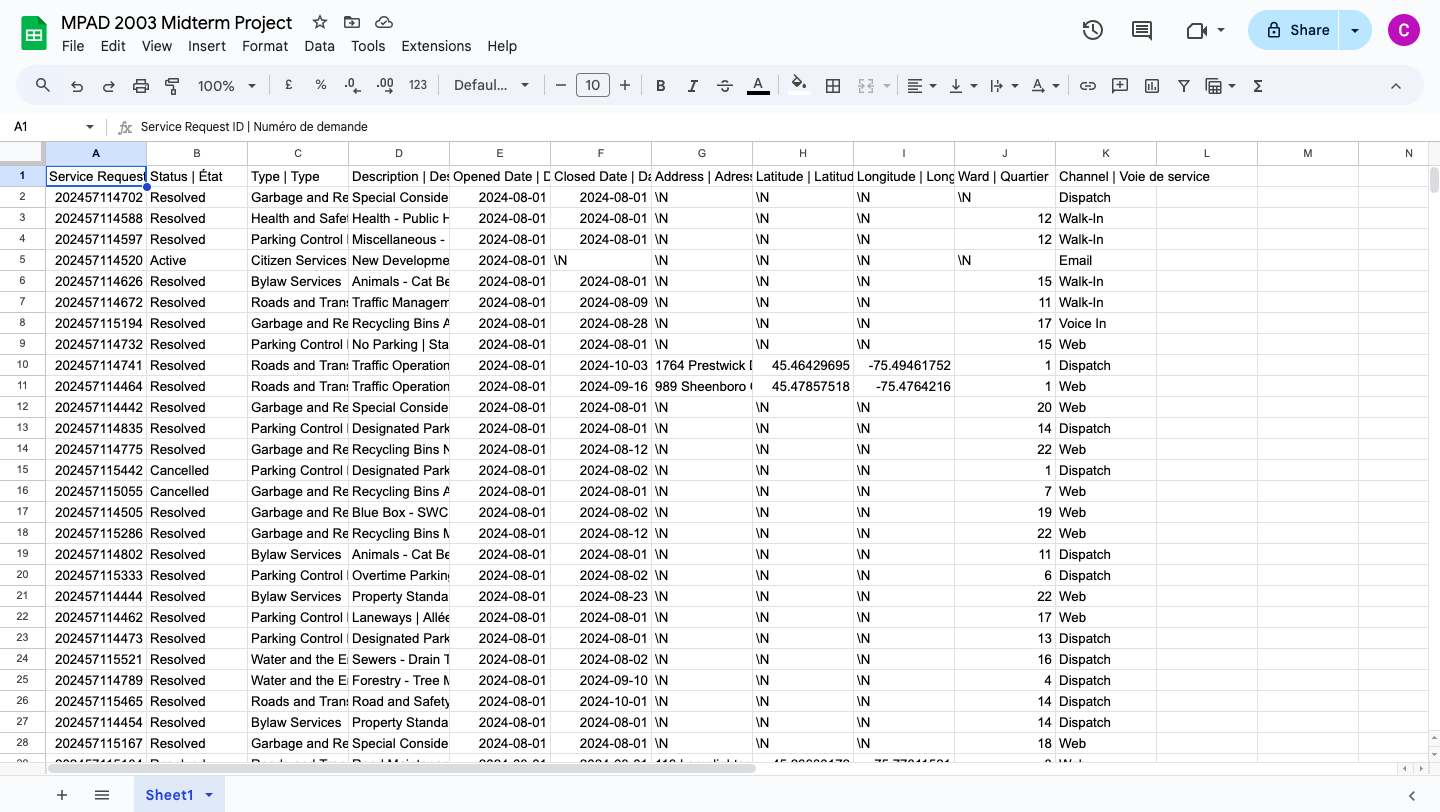 MPAD 2003 Midterm Project
File Edit View Insert Format Data Tools Extensions Help
Share
C
100% £ % .0 .00 123 Defaul... 10 B I A
A1 fx Service Request ID | Numéro de demande
A B C D E F G H I J K L M N
1 Service Request Status | État Type | Type Description | Des Opened Date | D Closed Date | Da Address | Adress Latitude | Latitud Longitude | Long Ward | Quartier Channel | Voie de service
2 202457114702 Resolved Garbage and Re Special Conside 2024-08-01 2024-08-01 \N \N \N \N Dispatch
3 202457114588 Resolved Health and Safet Health - Public H 2024-08-01 2024-08-01 \N \N \N 12 Walk-In
4 202457114597 Resolved Parking Control | Miscellaneous - 2024-08-01 2024-08-01 \N \N \N 12 Walk-In
5 202457114520 Active Citizen Services New Developme 2024-08-01 \N \N \N \N \N Email
6 202457114626 Resolved Bylaw Services Animals - Cat Be 2024-08-01 2024-08-01 \N \N \N 15 Walk-In
7 202457114672 Resolved Roads and Trans Traffic Managem 2024-08-01 2024-08-09 \N \N \N 11 Walk-In
8 202457115194 Resolved Garbage and Re Recycling Bins A 2024-08-01 2024-08-28 \N \N \N 17 Voice In
9 202457114732 Resolved Parking Control | No Parking | Sta 2024-08-01 2024-08-01 \N \N \N 15 Web
10 202457114741 Resolved Roads and Trans Traffic Operation 2024-08-01 2024-10-03 1764 Prestwick D 45.46429695 -75.49461752 1 Dispatch
11 202457114464 Resolved Roads and Trans Traffic Operation 2024-08-01 2024-09-16 989 Sheenboro C 45.47857518 -75.4764216 1 Web
12 202457114442 Resolved Garbage and Re Special Conside 2024-08-01 2024-08-01 \N \N \N 20 Web
13 202457114835 Resolved Parking Control | Designated Park 2024-08-01 2024-08-01 \N \N \N 14 Dispatch
14 202457114775 Resolved Garbage and Re Recycling Bins N 2024-08-01 2024-08-12 \N \N \N 22 Web
15 202457115442 Cancelled Parking Control | Designated Park 2024-08-01 2024-08-02 \N \N \N 1 Dispatch
16 202457115055 Cancelled Garbage and Re Recycling Bins A 2024-08-01 2024-08-01 \N \N \N 7 Web
17 202457114505 Resolved Garbage and Re Blue Box - SWC 2024-08-01 2024-08-02 \N \N \N 19 Web
18 202457115286 Resolved Garbage and Re Recycling Bins M 2024-08-01 2024-08-12 \N \N \N 22 Web
19 202457114802 Resolved Bylaw Services Animals - Cat Be 2024-08-01 2024-08-01 \N \N \N 11 Dispatch
20 202457115333 Resolved Parking Control | Overtime Parking 2024-08-01 2024-08-02 \N \N \N 6 Dispatch
21 202457114444 Resolved Bylaw Services Property Standa 2024-08-01 2024-08-23 \N \N \N 22 Web
22 202457114462 Resolved Parking Control | Laneways | Allée 2024-08-01 2024-08-01 \N \N \N 17 Web
23 202457114473 Resolved Parking Control | Designated Park 2024-08-01 2024-08-01 \N \N \N 13 Dispatch
24 202457115521 Resolved Water and the E Sewers - Drain T 2024-08-01 2024-08-02 \N \N \N 16 Dispatch
25 202457114789 Resolved Water and the E Forestry - Tree M 2024-08-01 2024-09-10 \N \N \N 4 Dispatch
26 202457115465 Resolved Roads and Trans Road and Safety 2024-08-01 2024-10-01 \N \N \N 14 Dispatch
27 202457114454 Resolved Bylaw Services Property Standa 2024-08-01 2024-08-01 \N \N \N 14 Dispatch
28 202457115167 Resolved Garbage and Re Special Conside 2024-08-01 2024-08-01 \N \N \N 18 Web
Sheet1